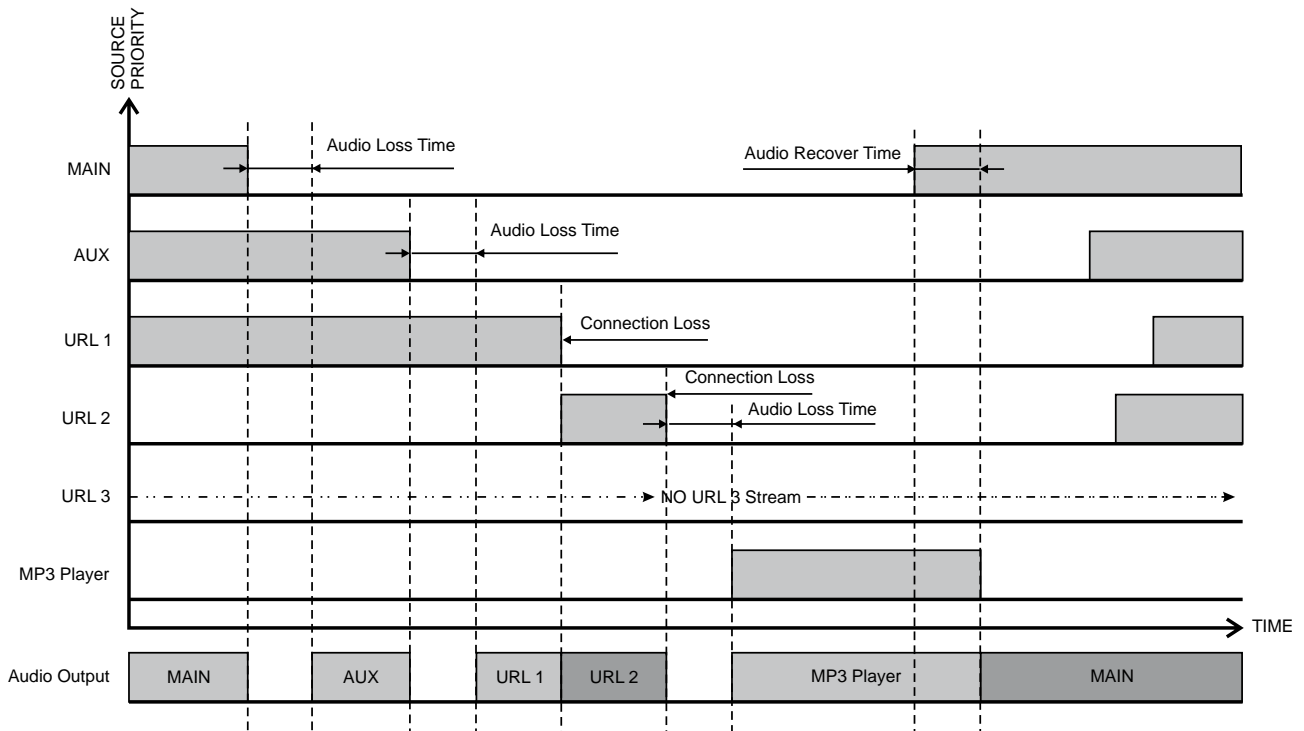 SOURCE
PRIORITY
MAIN
Audio Loss Time
Audio Recover Time
AUX
Audio Loss Time
URL 1
Connection Loss
URL 2
Connection Loss
Audio Loss Time
URL 3
NO URL 3 Stream
MP3 Player
TIME
Audio Output
MAIN
AUX
URL 1
URL 2
MP3 Player
MAIN